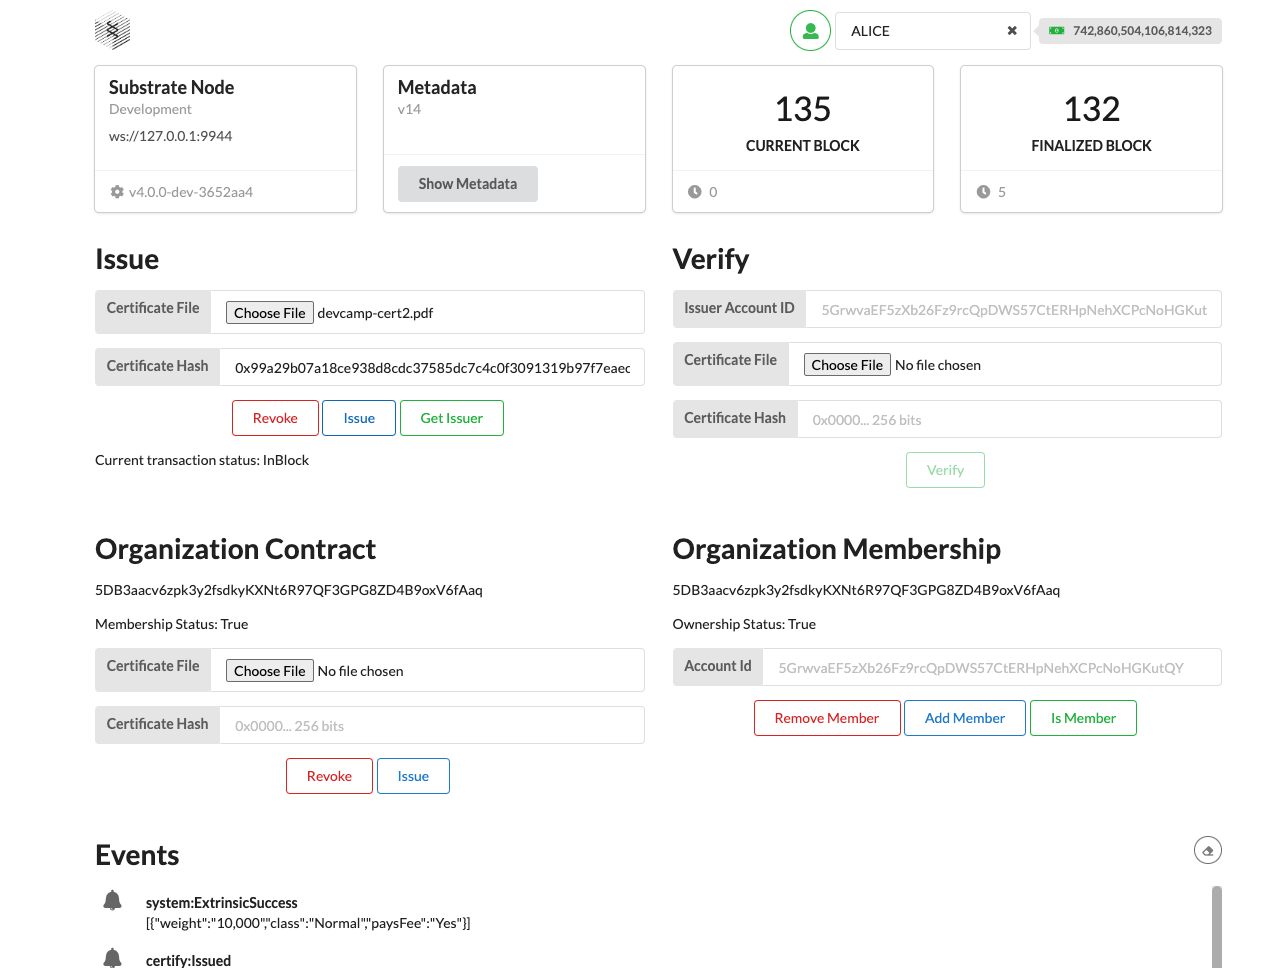 ALICE
742,860,504,106,814,323
Substrate Node
Development
ws://127.0.0.1:9944
v4.0.0-dev-3652aa4
Metadata
v14
Show Metadata
135
CURRENT BLOCK
0
132
FINALIZED BLOCK
5
Issue
Certificate File Choose File devcamp-cert2.pdf
Certificate Hash 0x99a29b07a18ce938d8cdc37585dc7c4c0f3091319b97f7eaec
Revoke Issue Get Issuer
Current transaction status: InBlock
Verify
Issuer Account ID 5GrwvaEF5zXb26Fz9rcQpDWS57CtERHpNehXCPcNoHGKut
Certificate File Choose File No file chosen
Certificate Hash 0x0000... 256 bits
Verify
Organization Contract
5DB3aacv6zpk3y2fsdkyKXNt6R97QF3GPG8ZD4B9oxV6fAaq
Membership Status: True
Certificate File Choose File No file chosen
Certificate Hash 0x0000... 256 bits
Revoke Issue
Organization Membership
5DB3aacv6zpk3y2fsdkyKXNt6R97QF3GPG8ZD4B9oxV6fAaq
Ownership Status: True
Account Id 5GrwvaEF5zXb26Fz9rcQpDWS57CtERHpNehXCPcNoHGKutQY
Remove Member Add Member Is Member
Events
system:ExtrinsicSuccess
[{"weight":"10,000","class":"Normal","paysFee":"Yes"}]
certify:Issued